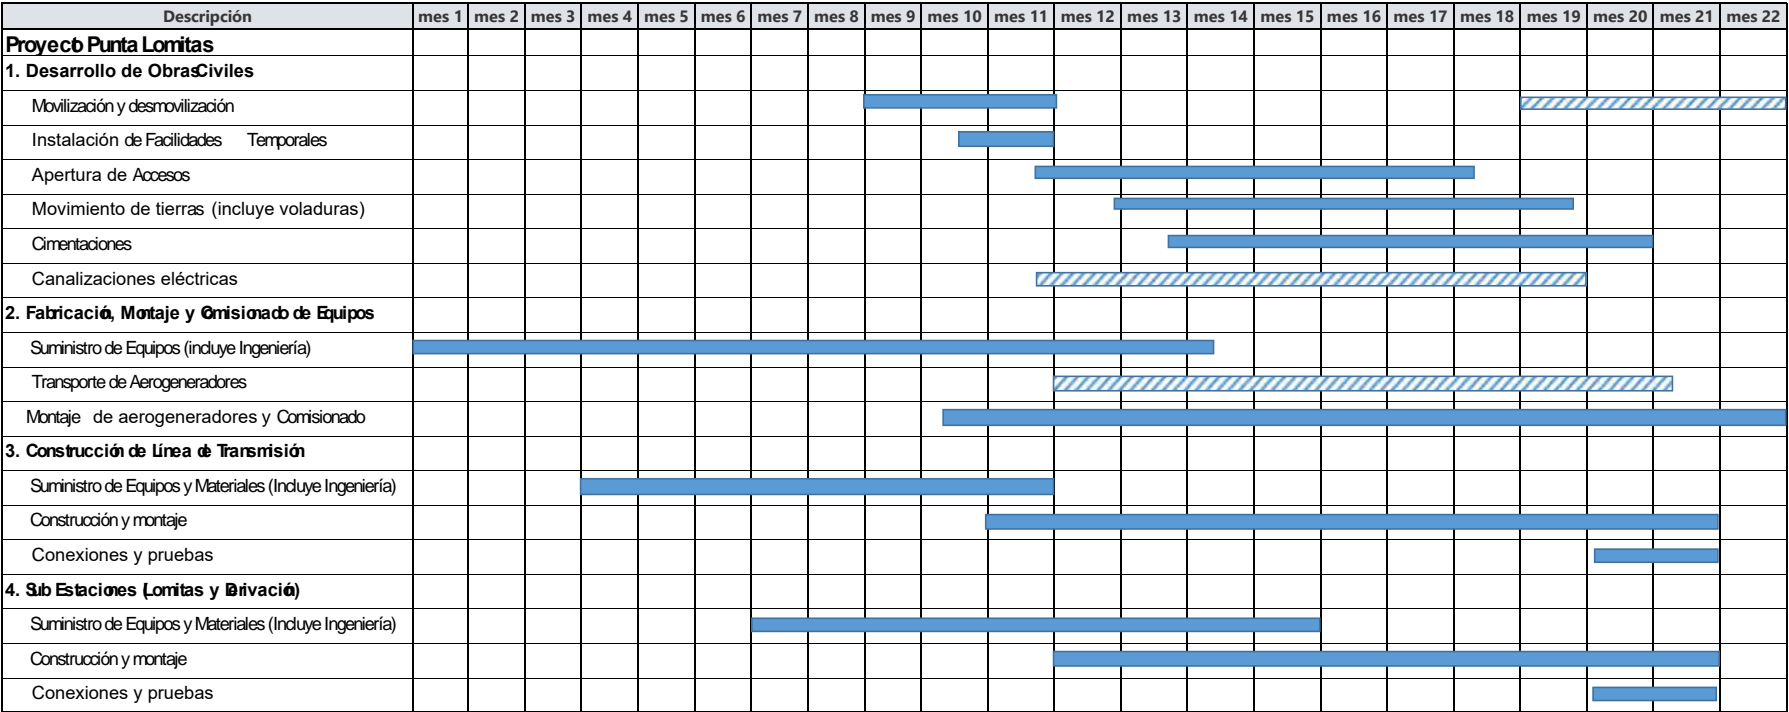 Descripción mes 1 mes 2 mes 3 mes 4 mes 5 mes 6 mes 7 mes 8 mes 9 mes 10 mes 11 mes 12 mes 13 mes 14 mes 15 mes 16 mes 17 mes 18 mes 19 mes 20 mes 21 mes 22
Proyecto Punta Lomitas
1. Desarrollo de Obras Civiles
Movilización y desmovilización
Instalación de Facilidades Temporales
Apertura de Accesos
Movimiento de tierras (incluye voladuras)
Cimentaciones
Canalizaciones eléctricas
2. Fabricación, Montaje y Comisionado de Equipos
Suministro de Equipos (incluye Ingeniería)
Transporte de Aerogeneradores
Montaje de aerogeneradores y Comisionado
3. Construcción de Línea de Transmisión
Suministro de Equipos y Materiales (Incluye Ingeniería)
Construcción y montaje
Conexiones y pruebas
4. Sub Estaciones (Lomitas y Derivación)
Suministro de Equipos y Materiales (Incluye Ingeniería)
Construcción y montaje
Conexiones y pruebas